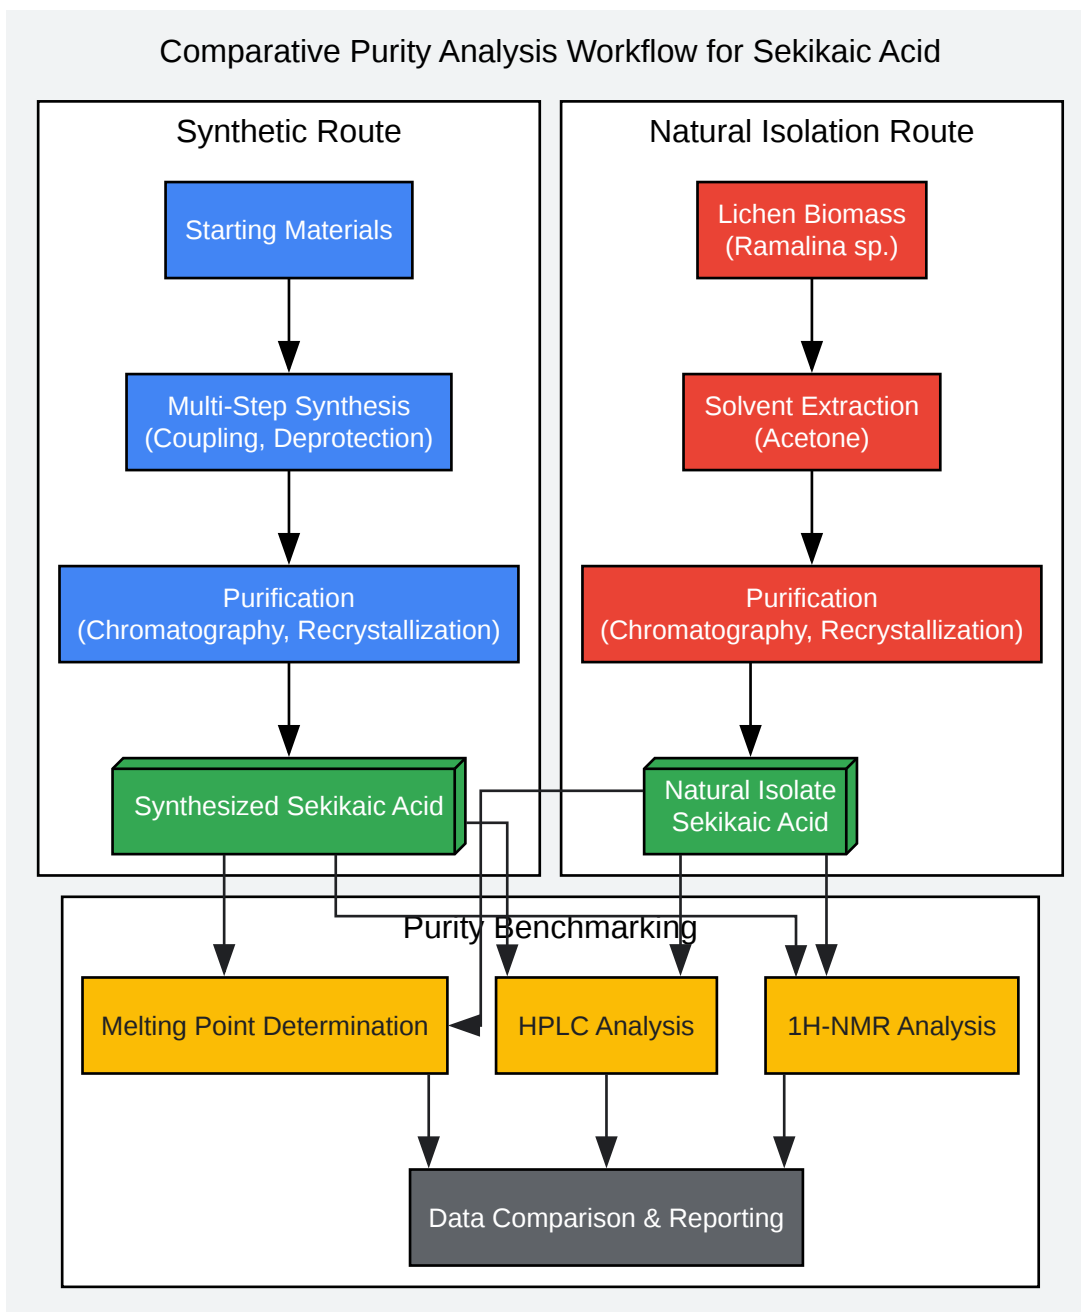 Comparative Purity Analysis Workflow for Sekikaic Acid
Synthetic Route
Starting Materials
Multi-Step Synthesis
(Coupling, Deprotection)
Purification
(Chromatography, Recrystallization)
Synthesized Sekikaic Acid
Natural Isolation Route
Lichen Biomass
(Ramalina sp.)
Solvent Extraction
(Acetone)
Purification
(Chromatography, Recrystallization)
Natural Isolate
Sekikaic Acid
Purity Benchmarking
Melting Point Determination
HPLC Analysis
1H-NMR Analysis
Data Comparison & Reporting